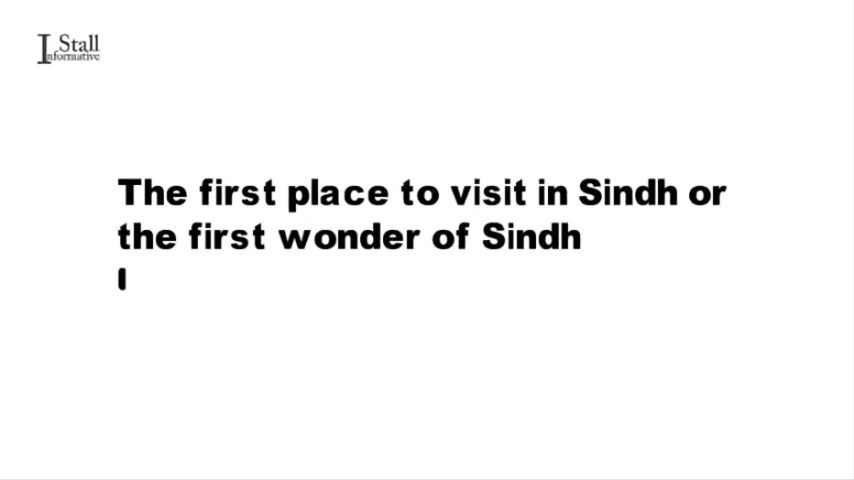 I Stall
Informative
The first place to visit in Sindh or
the first wonder of Sindh
I